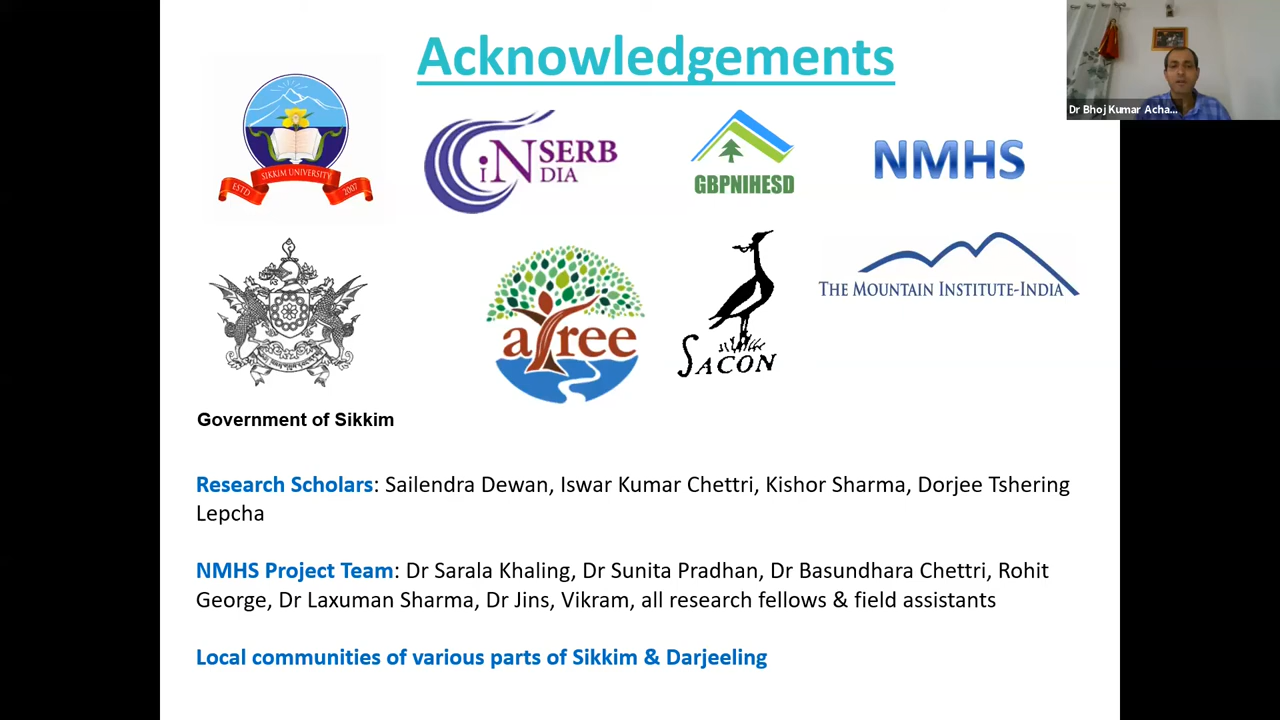 Acknowledgements
Dr Bhoj Kumar Acha...
SIKKIM UNIVERSITY
ESTD
2007
iNSERB
DIA
GBPNIHESD
NMHS
atree
SACON
THE MOUNTAIN INSTITUTE-INDIA
Government of Sikkim
Research Scholars: Sailendra Dewan, Iswar Kumar Chettri, Kishor Sharma, Dorjee Tshering
Lepcha
NMHS Project Team: Dr Sarala Khaling, Dr Sunita Pradhan, Dr Basundhara Chettri, Rohit
George, Dr Laxuman Sharma, Dr Jins, Vikram, all research fellows & field assistants
Local communities of various parts of Sikkim & Darjeeling